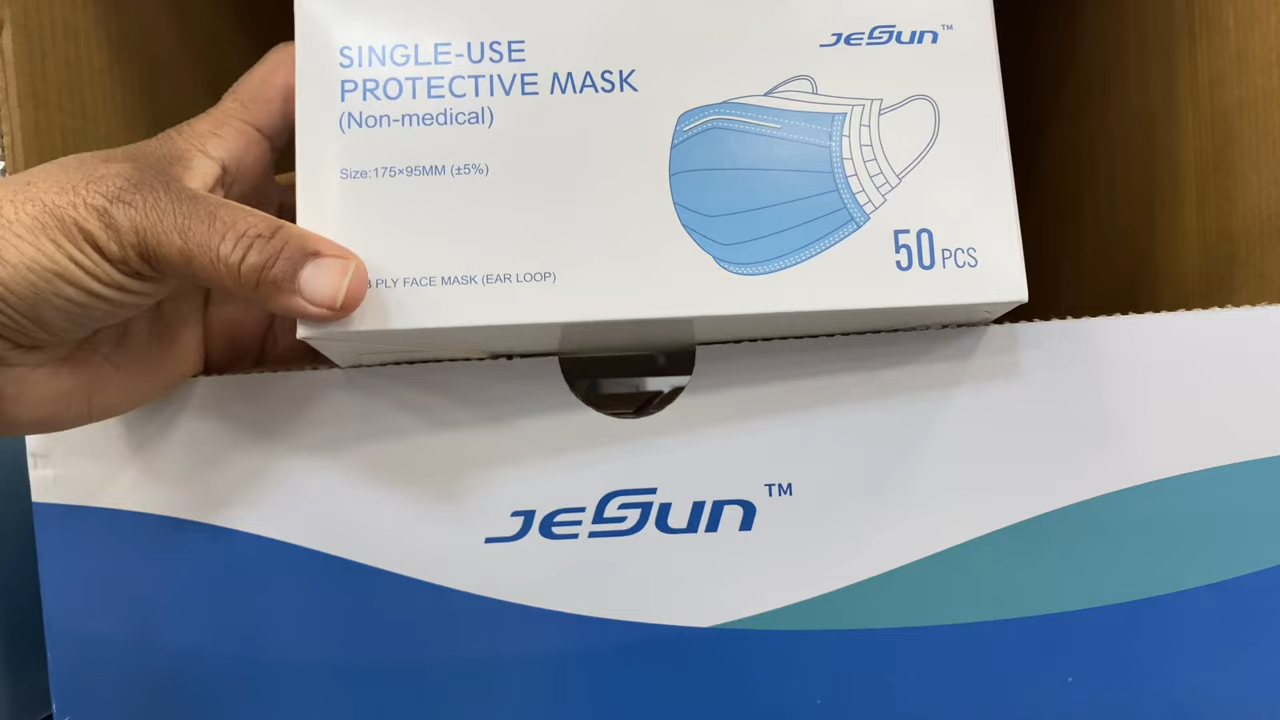 JESun™
SINGLE-USE
PROTECTIVE MASK
(Non-medical)
Size:175×95MM (±5%)
50 PCS
PLY FACE MASK (EAR LOOP)
JESun™